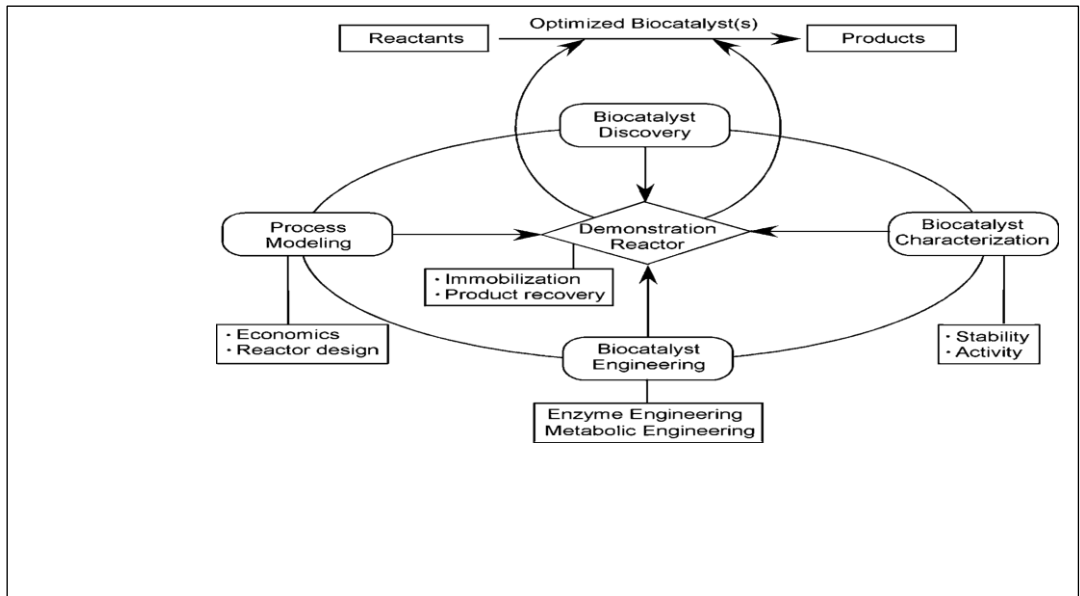 Optimized Biocatalyst(s)
Reactants
Products
Biocatalyst
Discovery
Process
Modeling
Demonstration
Reactor
Biocatalyst
Characterization
· Immobilization
· Product recovery
· Economics
· Reactor design
Biocatalyst
Engineering
· Stability
· Activity
Enzyme Engineering
Metabolic Engineering